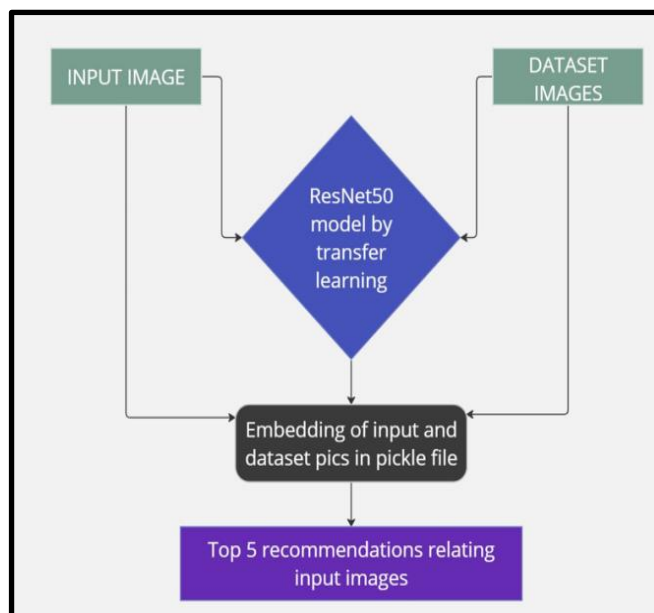 INPUT IMAGE
DATASET
IMAGES
ResNet50
model by
transfer
learning
Embedding of input and
dataset pics in pickle file
Top 5 recommendations relating
input images